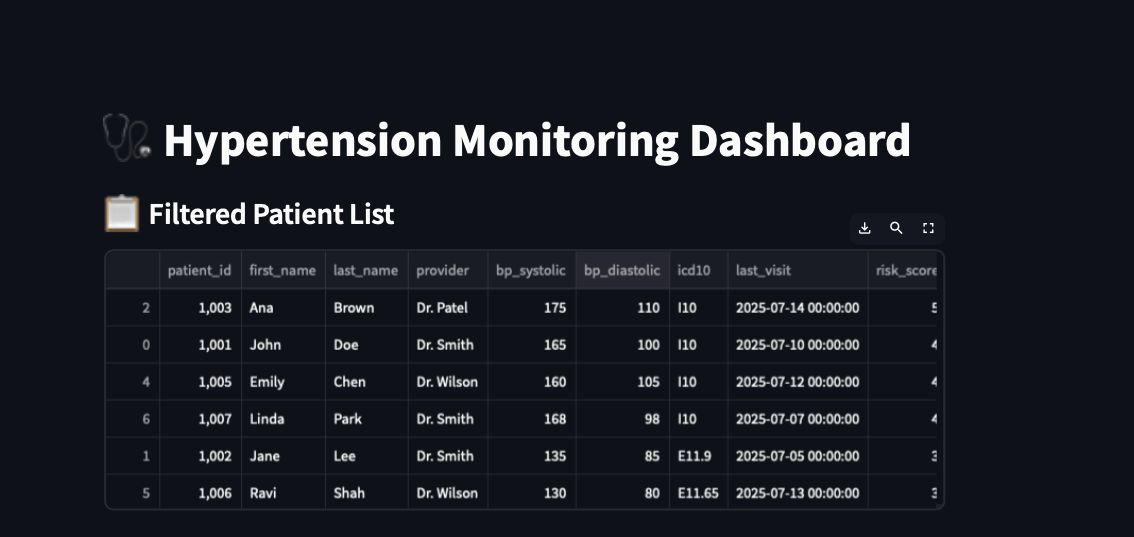 Hypertension Monitoring Dashboard
Filtered Patient List
patient_id first_name last_name provider bp_systolic bp_diastolic icd10 last_visit risk_score
2 1,003 Ana Brown Dr. Patel 175 110 I10 2025-07-14 00:00:00 5
0 1,001 John Doe Dr. Smith 165 100 I10 2025-07-10 00:00:00
4 1,005 Emily Chen Dr. Wilson 160 105 I10 2025-07-12 00:00:00
6 1,007 Linda Park Dr. Smith 168 98 I10 2025-07-07 00:00:00
1 1,002 Jane Lee Dr. Smith 135 85 E11.9 2025-07-05 00:00:00
5 1,006 Ravi Shah Dr. Wilson 130 80 E11.65 2025-07-13 00:00:00